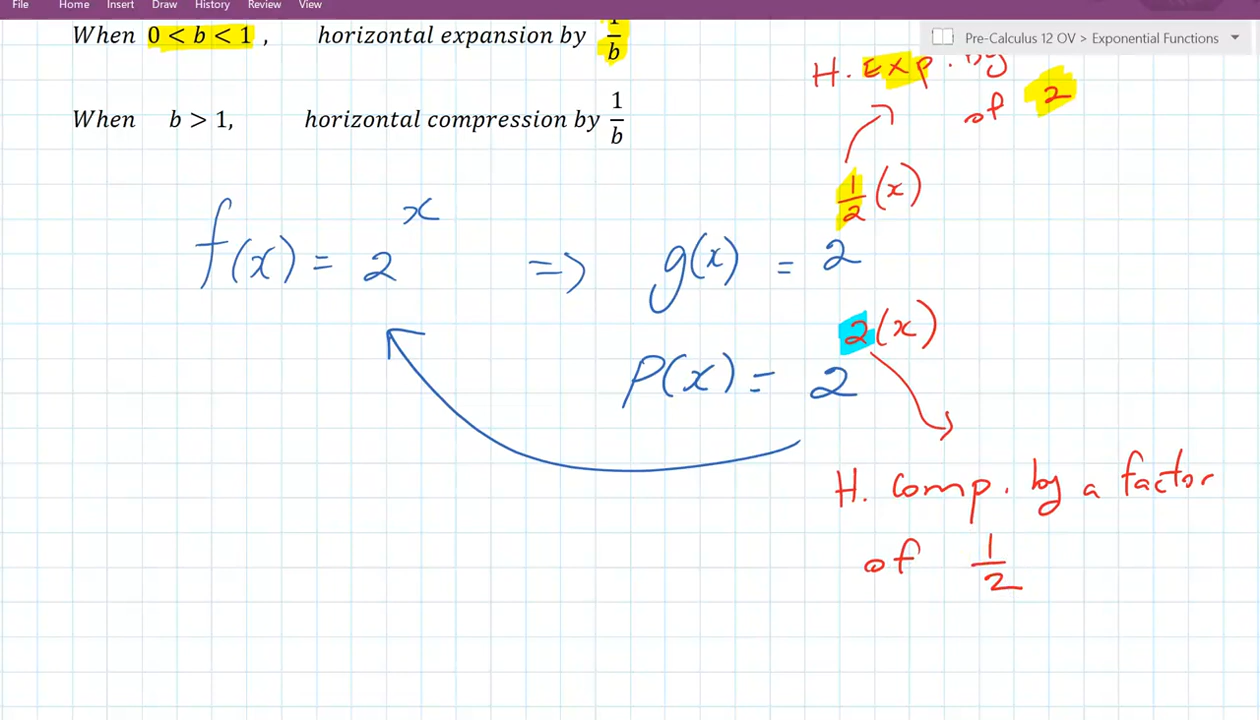 File Home Insert Draw History Review View
Pre-Calculus 12 OV > Exponential Functions
When 0 < b < 1 , horizontal expansion by 1/b
H. Exp. by
of 2
When b > 1, horizontal compression by 1/b
f(x) = 2^x => g(x) = 2^{1/2 (x)}
P(x) = 2^{2(x)}
H. Comp. by a factor
of 1/2